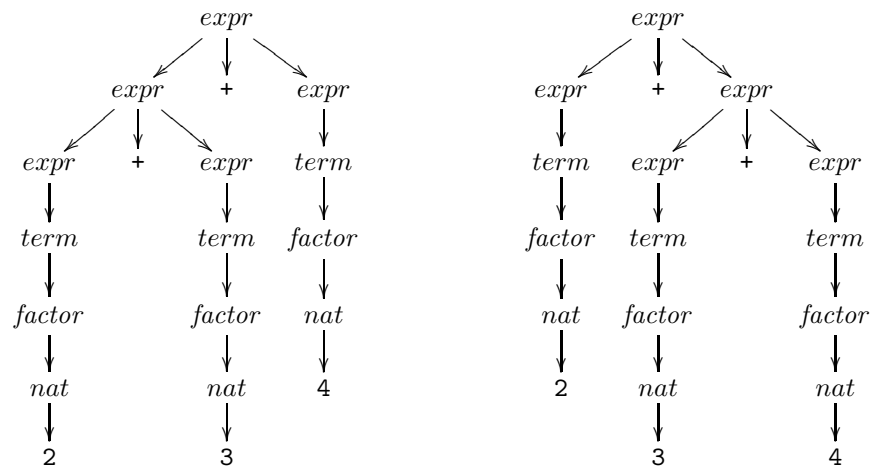 expr expr
expr + expr expr + expr
expr + expr term term expr + expr
term term factor factor term term
factor factor nat nat factor factor
nat nat 4 2 nat nat
2 3 3 4